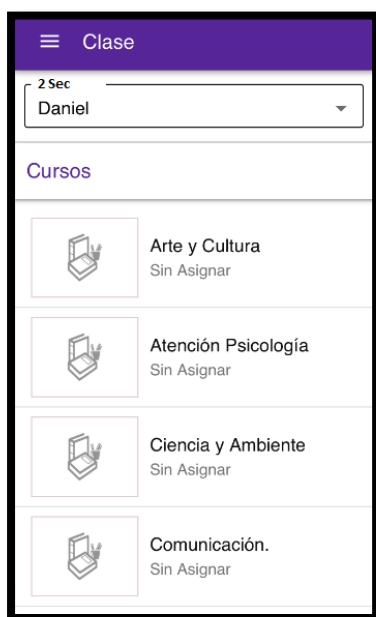 Clase
2 Sec
Daniel
Cursos
Arte y Cultura
Sin Asignar
Atención Psicología
Sin Asignar
Ciencia y Ambiente
Sin Asignar
Comunicación.
Sin Asignar